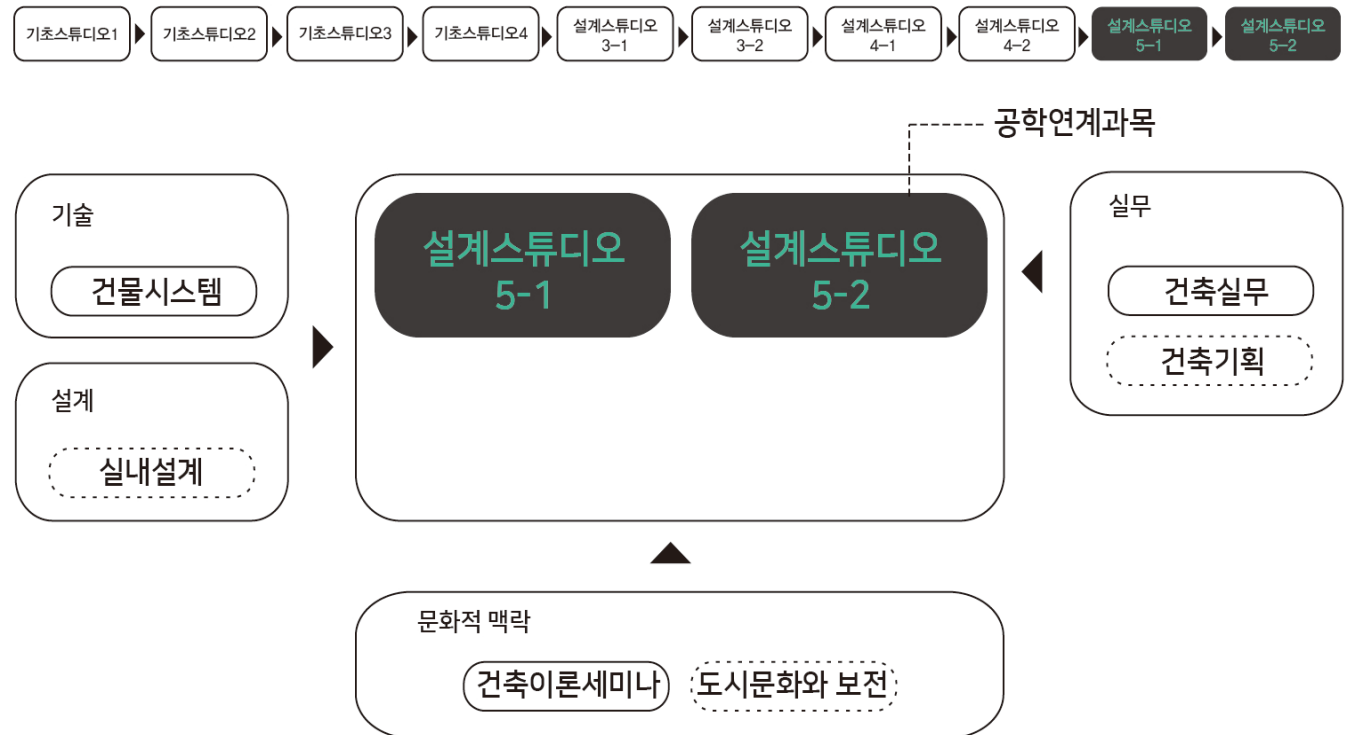 기초스튜디오1
기초스튜디오2
기초스튜디오3
기초스튜디오4
설계스튜디오
3–1
설계스튜디오
3–2
설계스튜디오
4–1
설계스튜디오
4–2
설계스튜디오
5–1
설계스튜디오
5–2
공학연계과목
기술
건물시스템
설계
실내설계
설계스튜디오
5-1
설계스튜디오
5-2
실무
건축실무
건축기획
문화적 맥락
건축이론세미나
도시문화와 보전